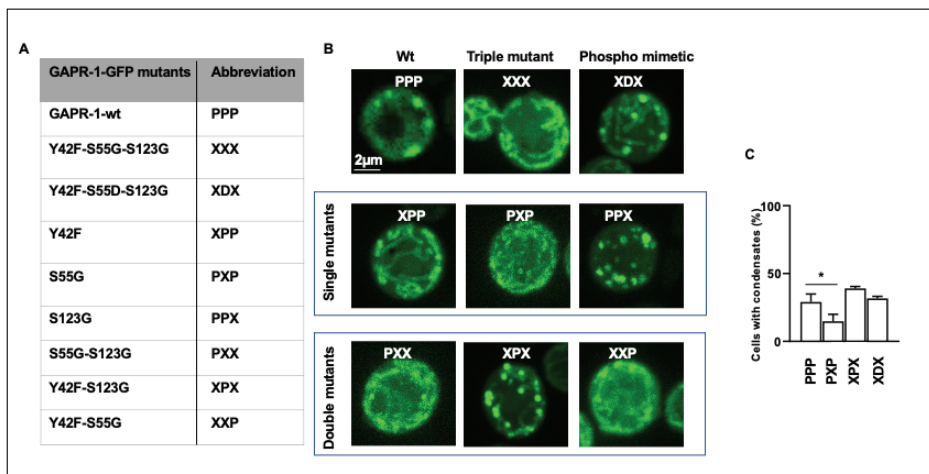 A
GAPR-1-GFP mutants Abbreviation
GAPR-1-wt PPP
Y42F-S55G-S123G XXX
Y42F-S55D-S123G XDX
Y42F XPP
S55G PXP
S123G PPX
S55G-S123G PXX
Y42F-S123G XPX
Y42F-S55G XXP
B
Wt Triple mutant Phospho mimetic
PPP XXX XDX
2µm
Single mutants
XPP PXP PPX
Double mutants
PXX XPX XXP
C
Cells with condensates (%)
100
50
0
*
PPP PXP XPX XDX